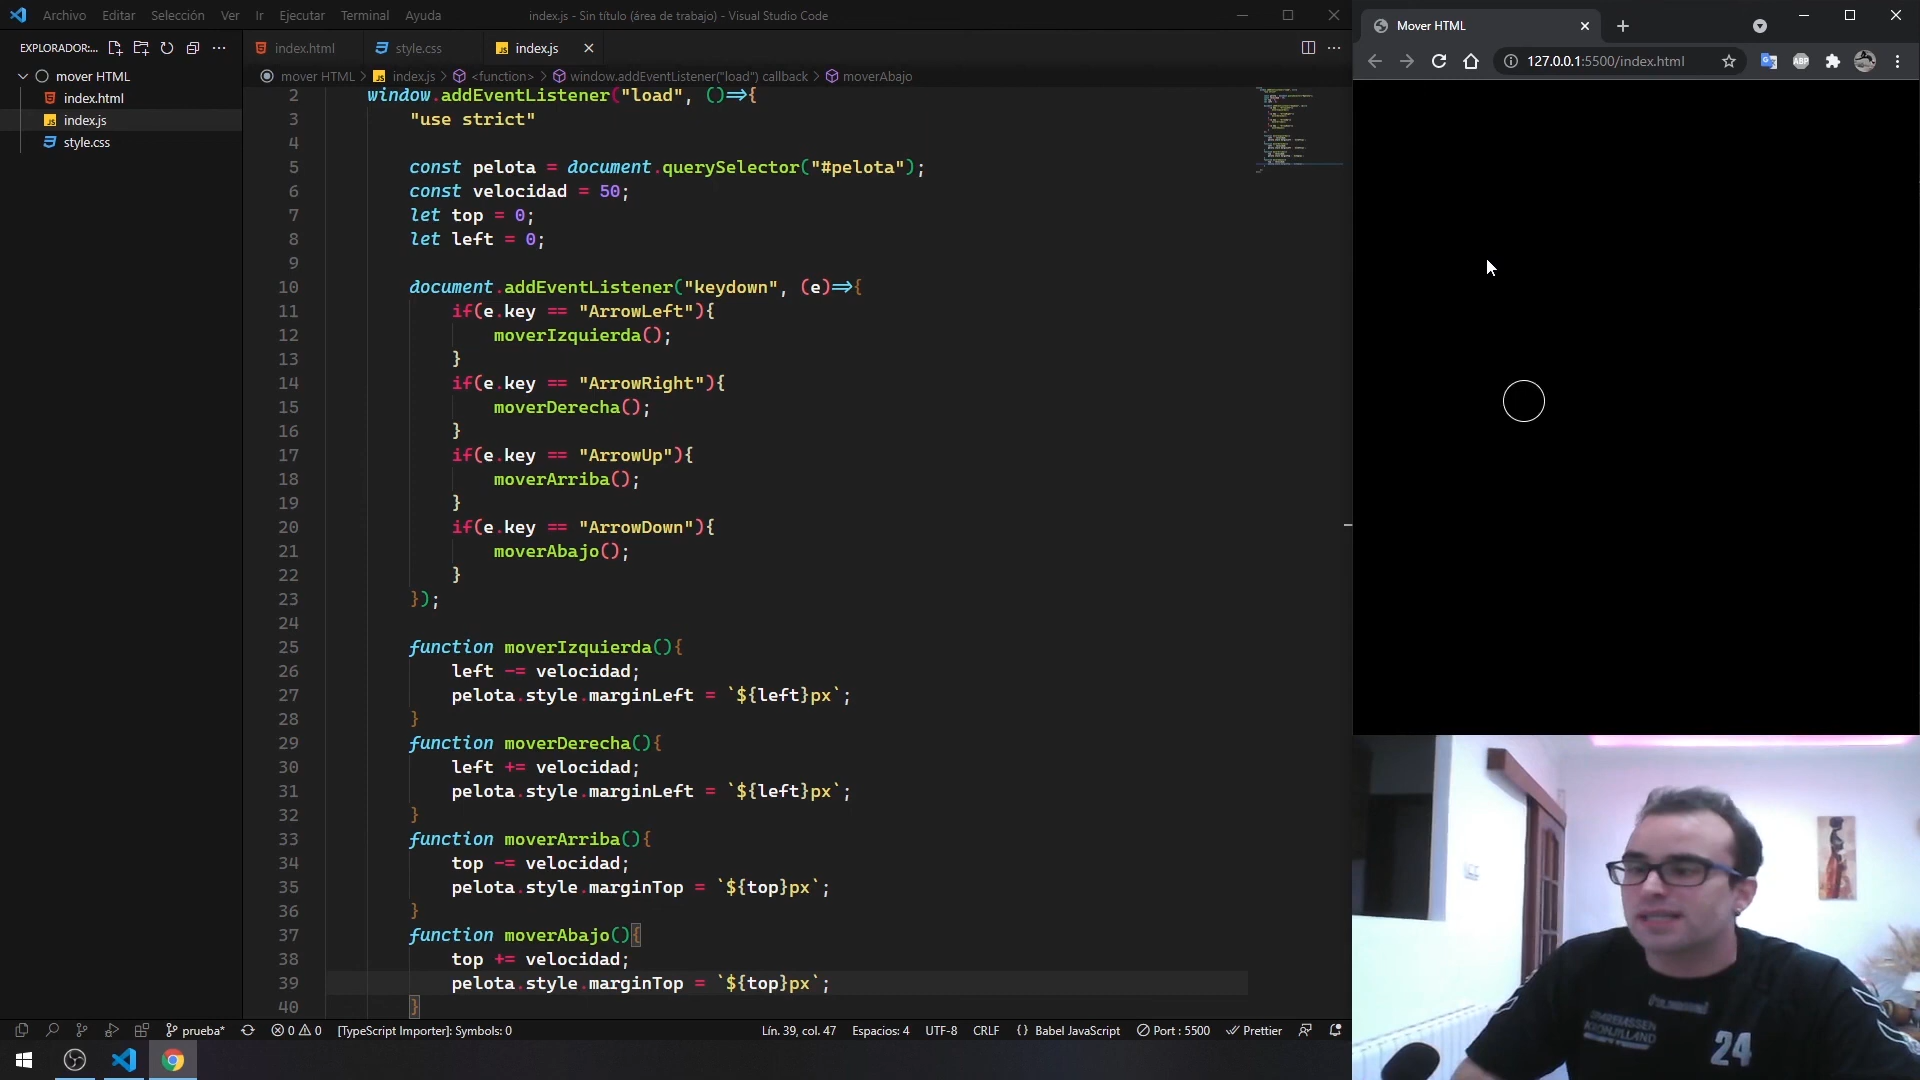 Archivo Editar Selección Ver Ir Ejecutar Terminal Ayuda
index.js - Sin título (área de trabajo) - Visual Studio Code
EXPLORADOR:...
mover HTML
index.html
index.js
style.css
index.html style.css index.js
mover HTML > index.js > <function> > window.addEventListener("load") callback > moverAbajo
2 window.addEventListener("load", ()=>{
3 "use strict"
4
5 const pelota = document.querySelector("#pelota");
6 const velocidad = 50;
7 let top = 0;
8 let left = 0;
9
10 document.addEventListener("keydown", (e)=>{
11 if(e.key == "ArrowLeft"){
12 moverIzquierda();
13 }
14 if(e.key == "ArrowRight"){
15 moverDerecha();
16 }
17 if(e.key == "ArrowUp"){
18 moverArriba();
19 }
20 if(e.key == "ArrowDown"){
21 moverAbajo();
22 }
23 });
24
25 function moverIzquierda(){
26 left -= velocidad;
27 pelota.style.marginLeft = `${left}px`;
28 }
29 function moverDerecha(){
30 left += velocidad;
31 pelota.style.marginLeft = `${left}px`;
32 }
33 function moverArriba(){
34 top -= velocidad;
35 pelota.style.marginTop = `${top}px`;
36 }
37 function moverAbajo(){
38 top += velocidad;
39 pelota.style.marginTop = `${top}px`;
40 }
prueba* 0 0 [TypeScript Importer]: Symbols: 0 Lín. 39, col. 47 Espacios: 4 UTF-8 CRLF {} Babel JavaScript Port : 5500 Prettier
Mover HTML
127.0.0.1:5500/index.html
ABP
24